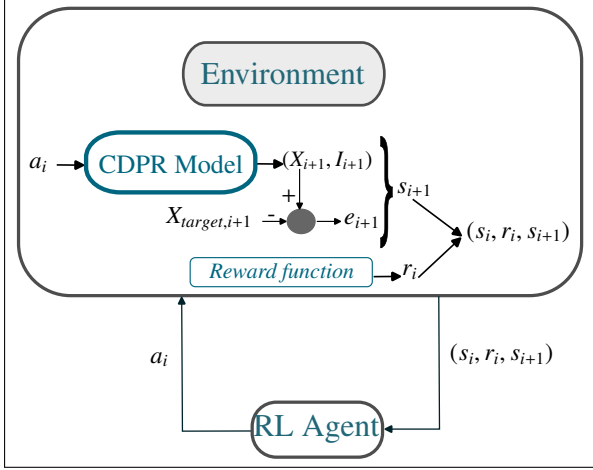 Environment
a_i
CDPR Model
(X_{i+1}, I_{i+1})
s_{i+1}
+
X_{target,i+1}
-
e_{i+1}
(s_i, r_i, s_{i+1})
Reward function
r_i
a_i
(s_i, r_i, s_{i+1})
RL Agent